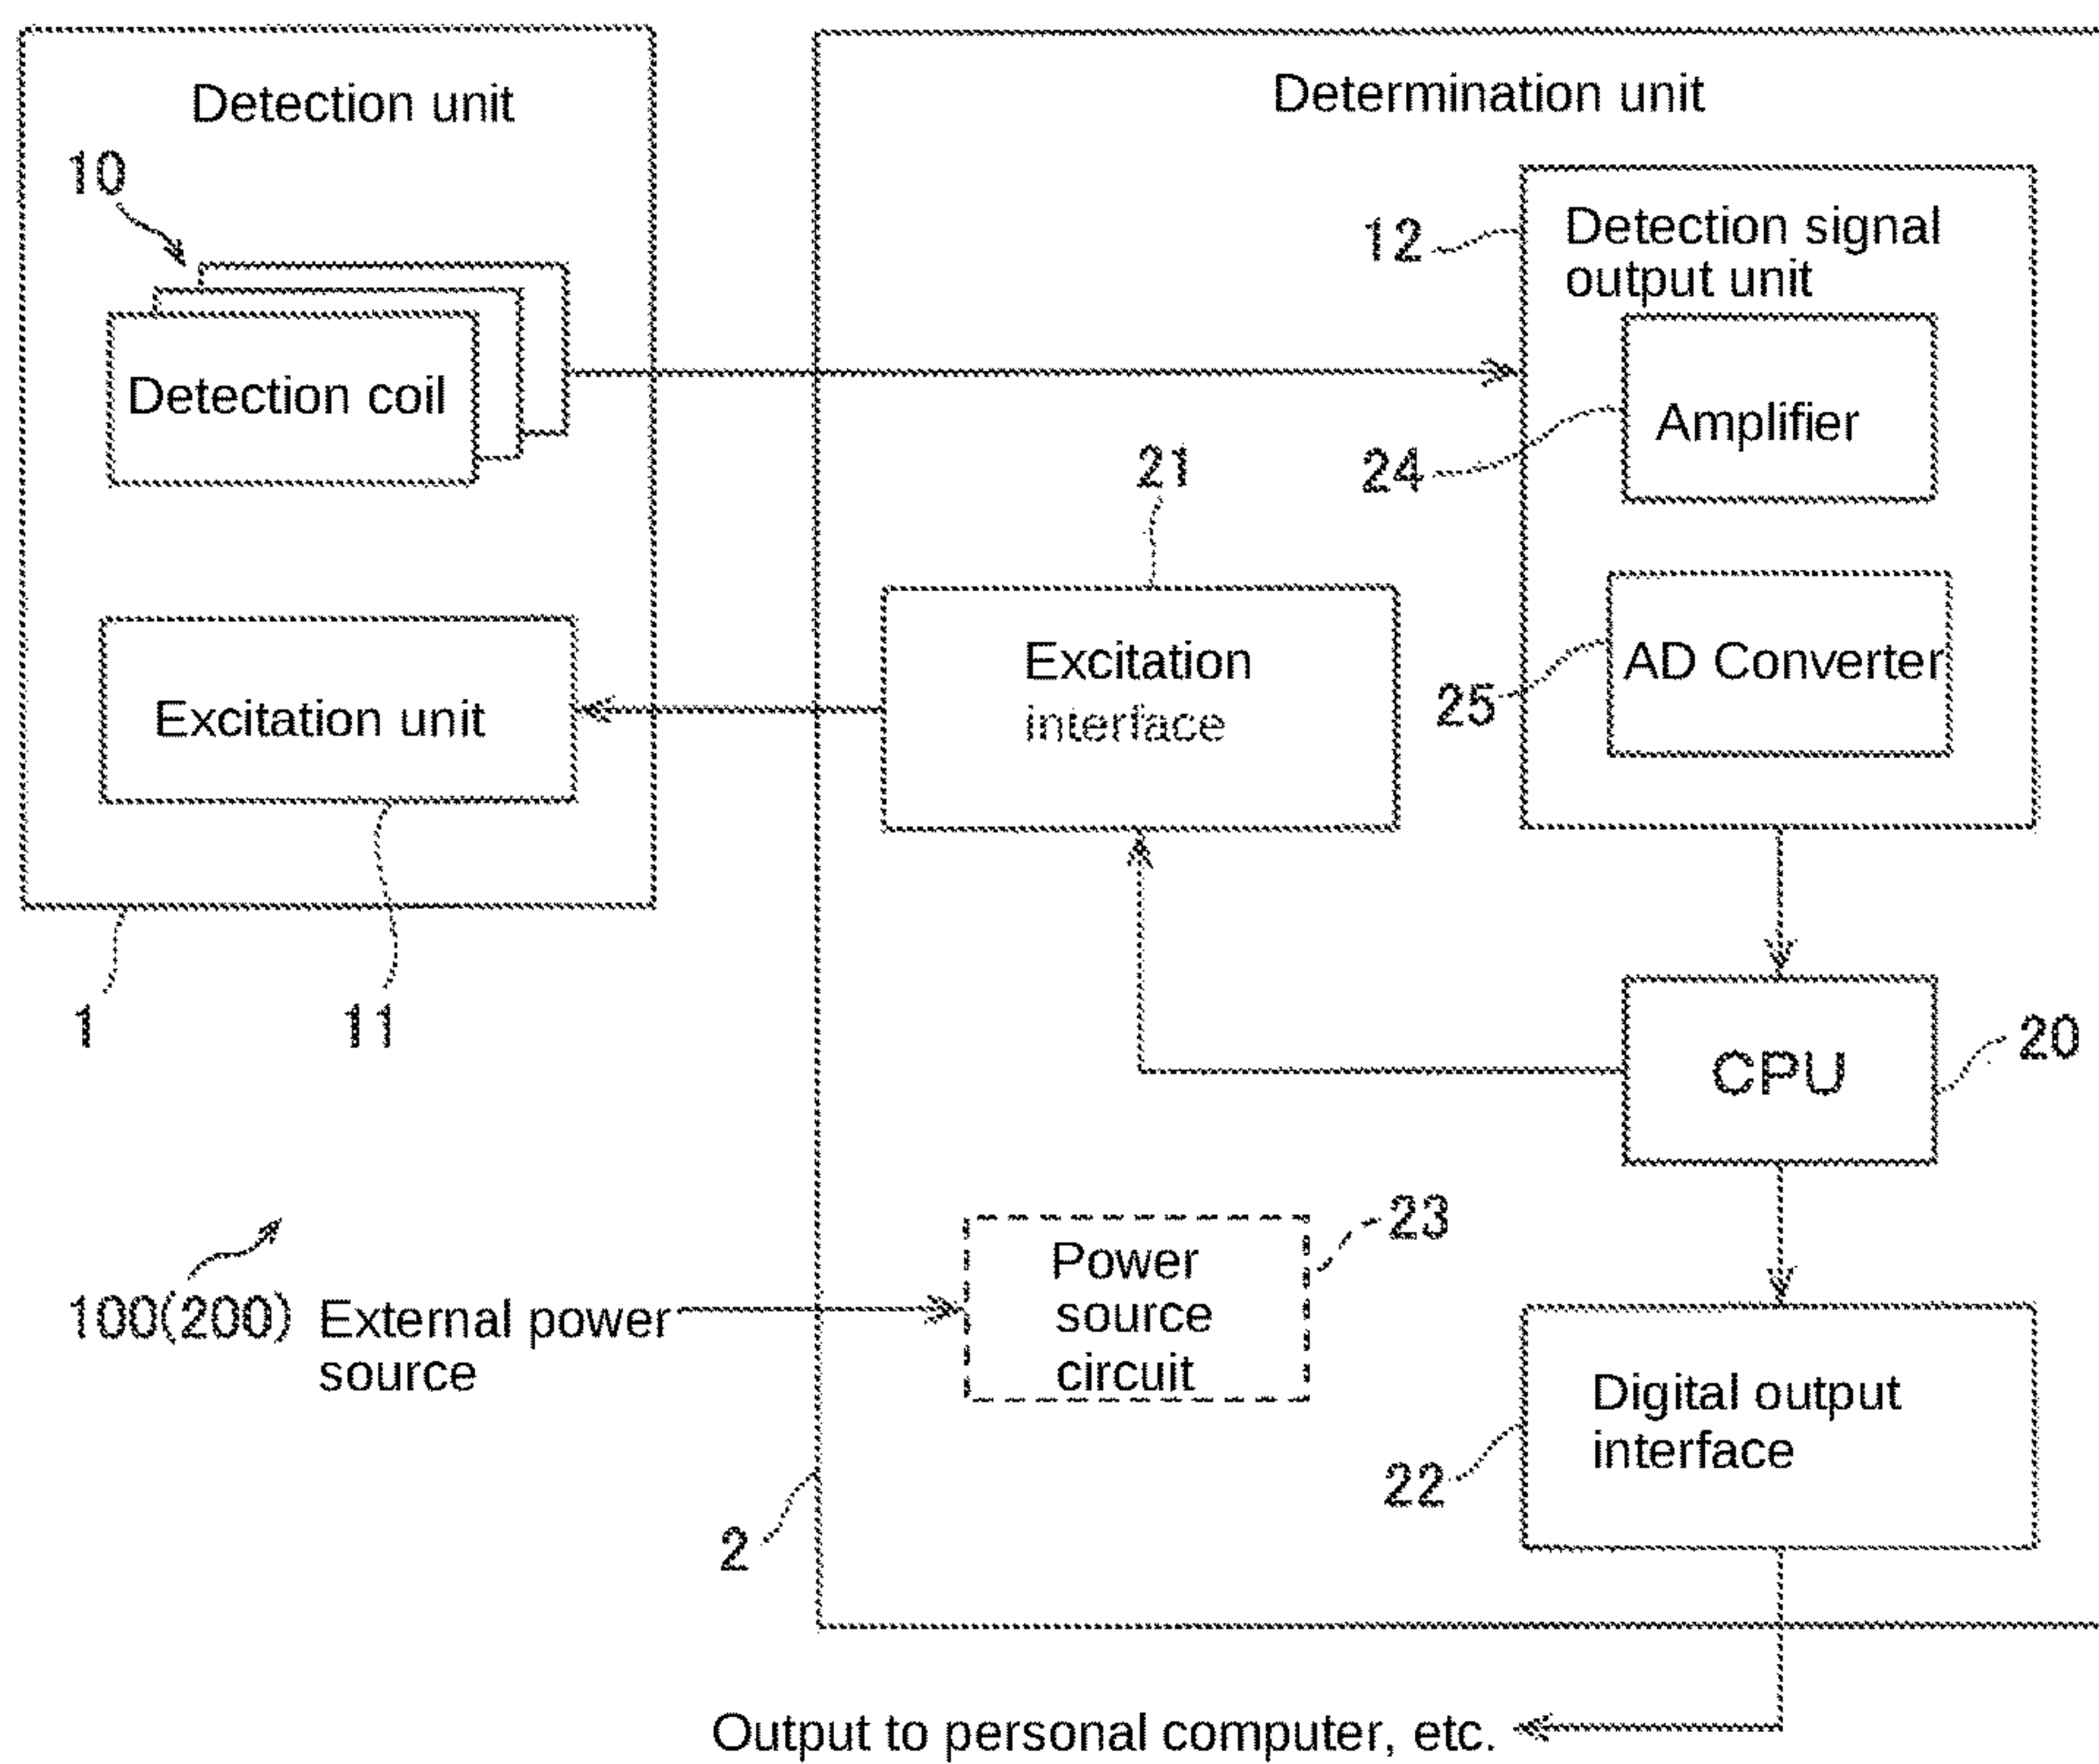 Detection unit
10
Detection coil
Excitation unit
1
11
100(200)
External power
source
Determination unit
12
Detection signal
output unit
24
Amplifier
21
Excitation
interface
25
AD Converter
CPU
20
23
Power
source
circuit
22
Digital output
interface
2
Output to personal computer, etc.